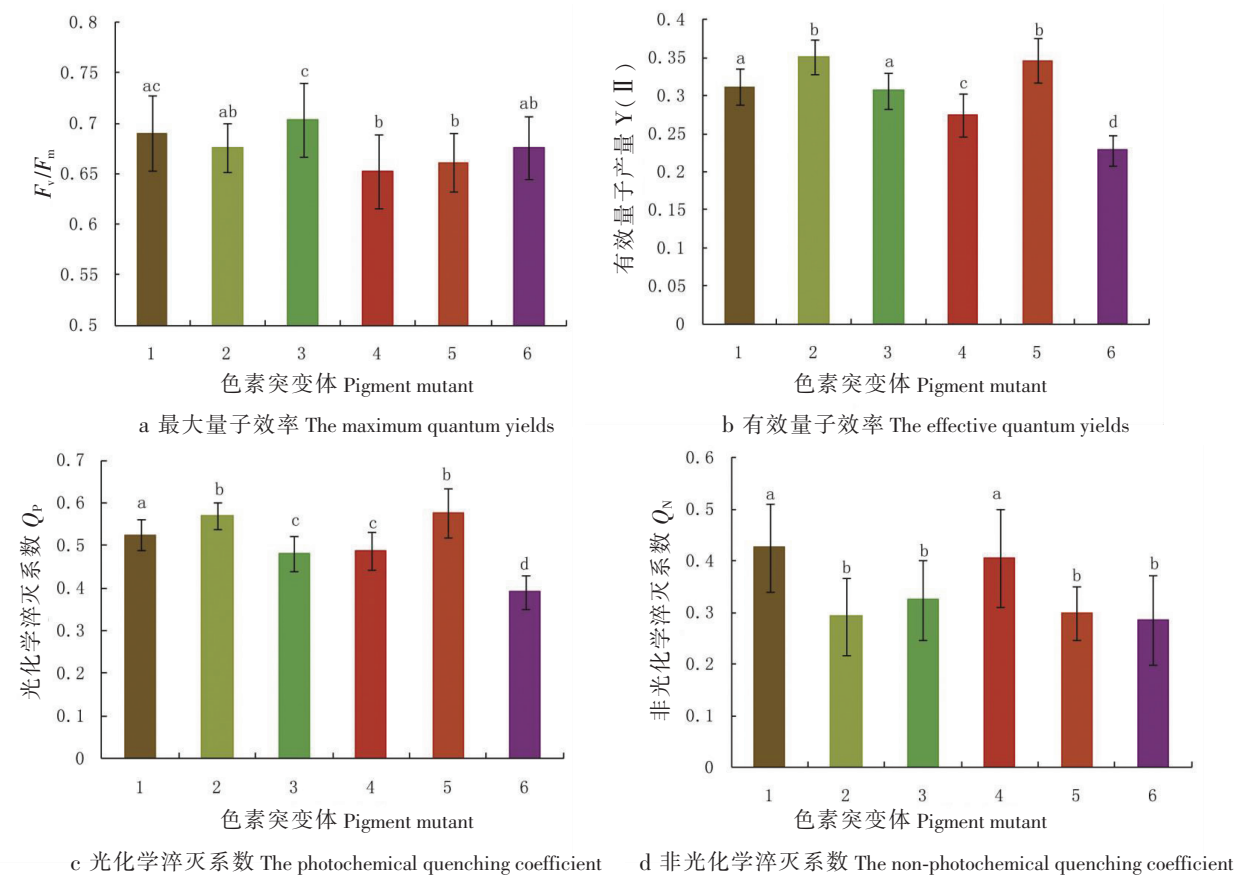 0.8
0.75
0.7
0.65
0.6
0.55
0.5
Fv/Fm
ac
ab
c
b
b
ab
1 2 3 4 5 6
色素突变体 Pigment mutant
a 最大量子效率 The maximum quantum yields
0.4
0.35
0.3
0.25
0.2
0.15
0.1
0.05
0
有效量子产量 Y(Ⅱ)
a
b
a
c
b
d
1 2 3 4 5 6
色素突变体 Pigment mutant
b 有效量子效率 The effective quantum yields
0.7
0.6
0.5
0.4
0.3
0.2
0.1
0
光化学淬灭系数 QP
a
b
c
c
b
d
1 2 3 4 5 6
色素突变体 Pigment mutant
c 光化学淬灭系数 The photochemical quenching coefficient
0.6
0.5
0.4
0.3
0.2
0.1
0
非光化学淬灭系数 QN
a
b
b
a
b
b
1 2 3 4 5 6
色素突变体 Pigment mutant
d 非光化学淬灭系数 The non-photochemical quenching coefficient